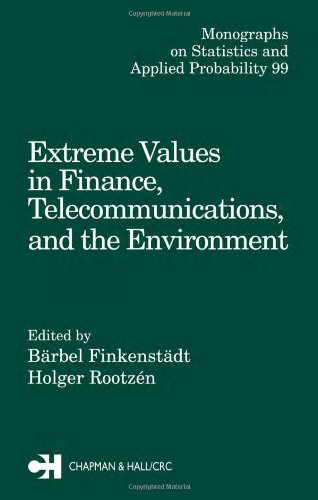 Monographs
on Statistics and
Applied Probability 99
Extreme Values
in Finance,
Telecommunications,
and the Environment
Edited by
Bärbel Finkenstädt
Holger Rootzén
CHAPMAN & HALL/CRC